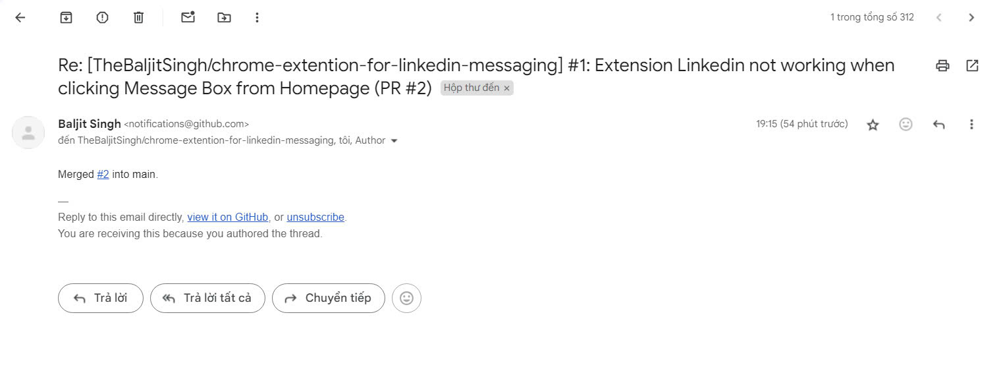 1 trong tổng số 312
Re: [TheBaljitSingh/chrome-extention-for-linkedin-messaging] #1: Extension Linkedin not working when
clicking Message Box from Homepage (PR #2) Hộp thư đến ×
Baljit Singh <notifications@github.com> 19:15 (54 phút trước)
đến TheBaljitSingh/chrome-extention-for-linkedin-messaging, tôi, Author
Merged #2 into main.
—
Reply to this email directly, view it on GitHub, or unsubscribe.
You are receiving this because you authored the thread.
Trả lời Trả lời tất cả Chuyển tiếp